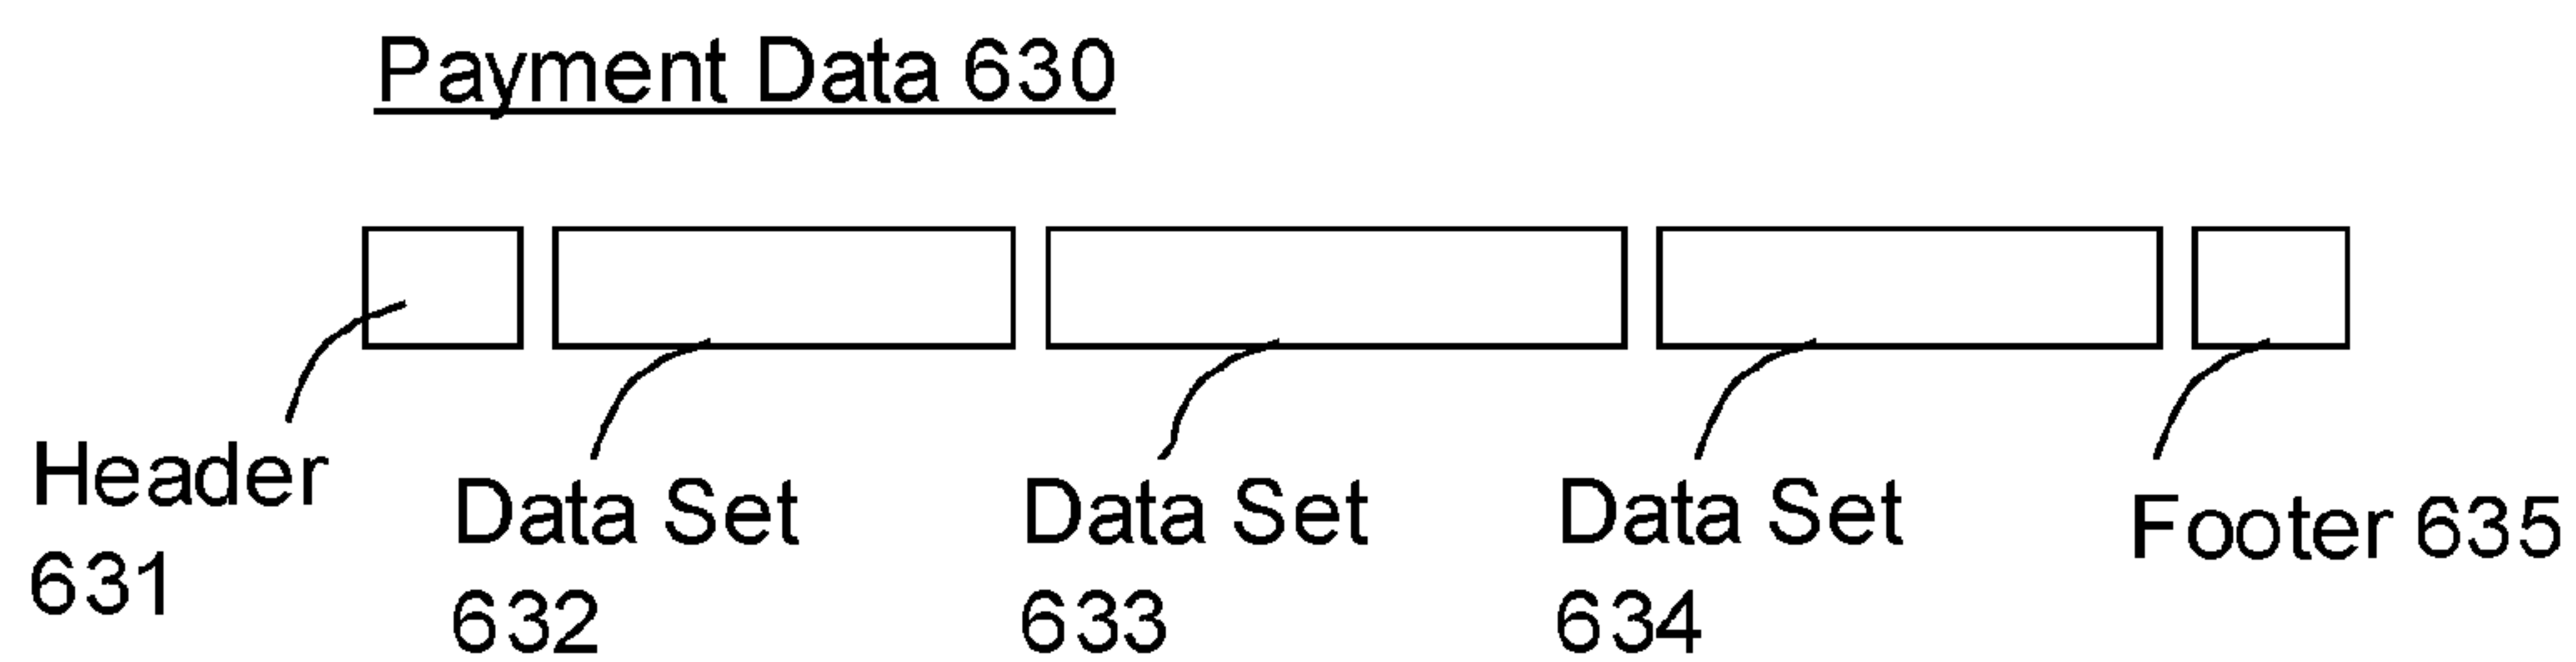 Payment Data 630
Header
631
Data Set
632
Data Set
633
Data Set
634
Footer 635